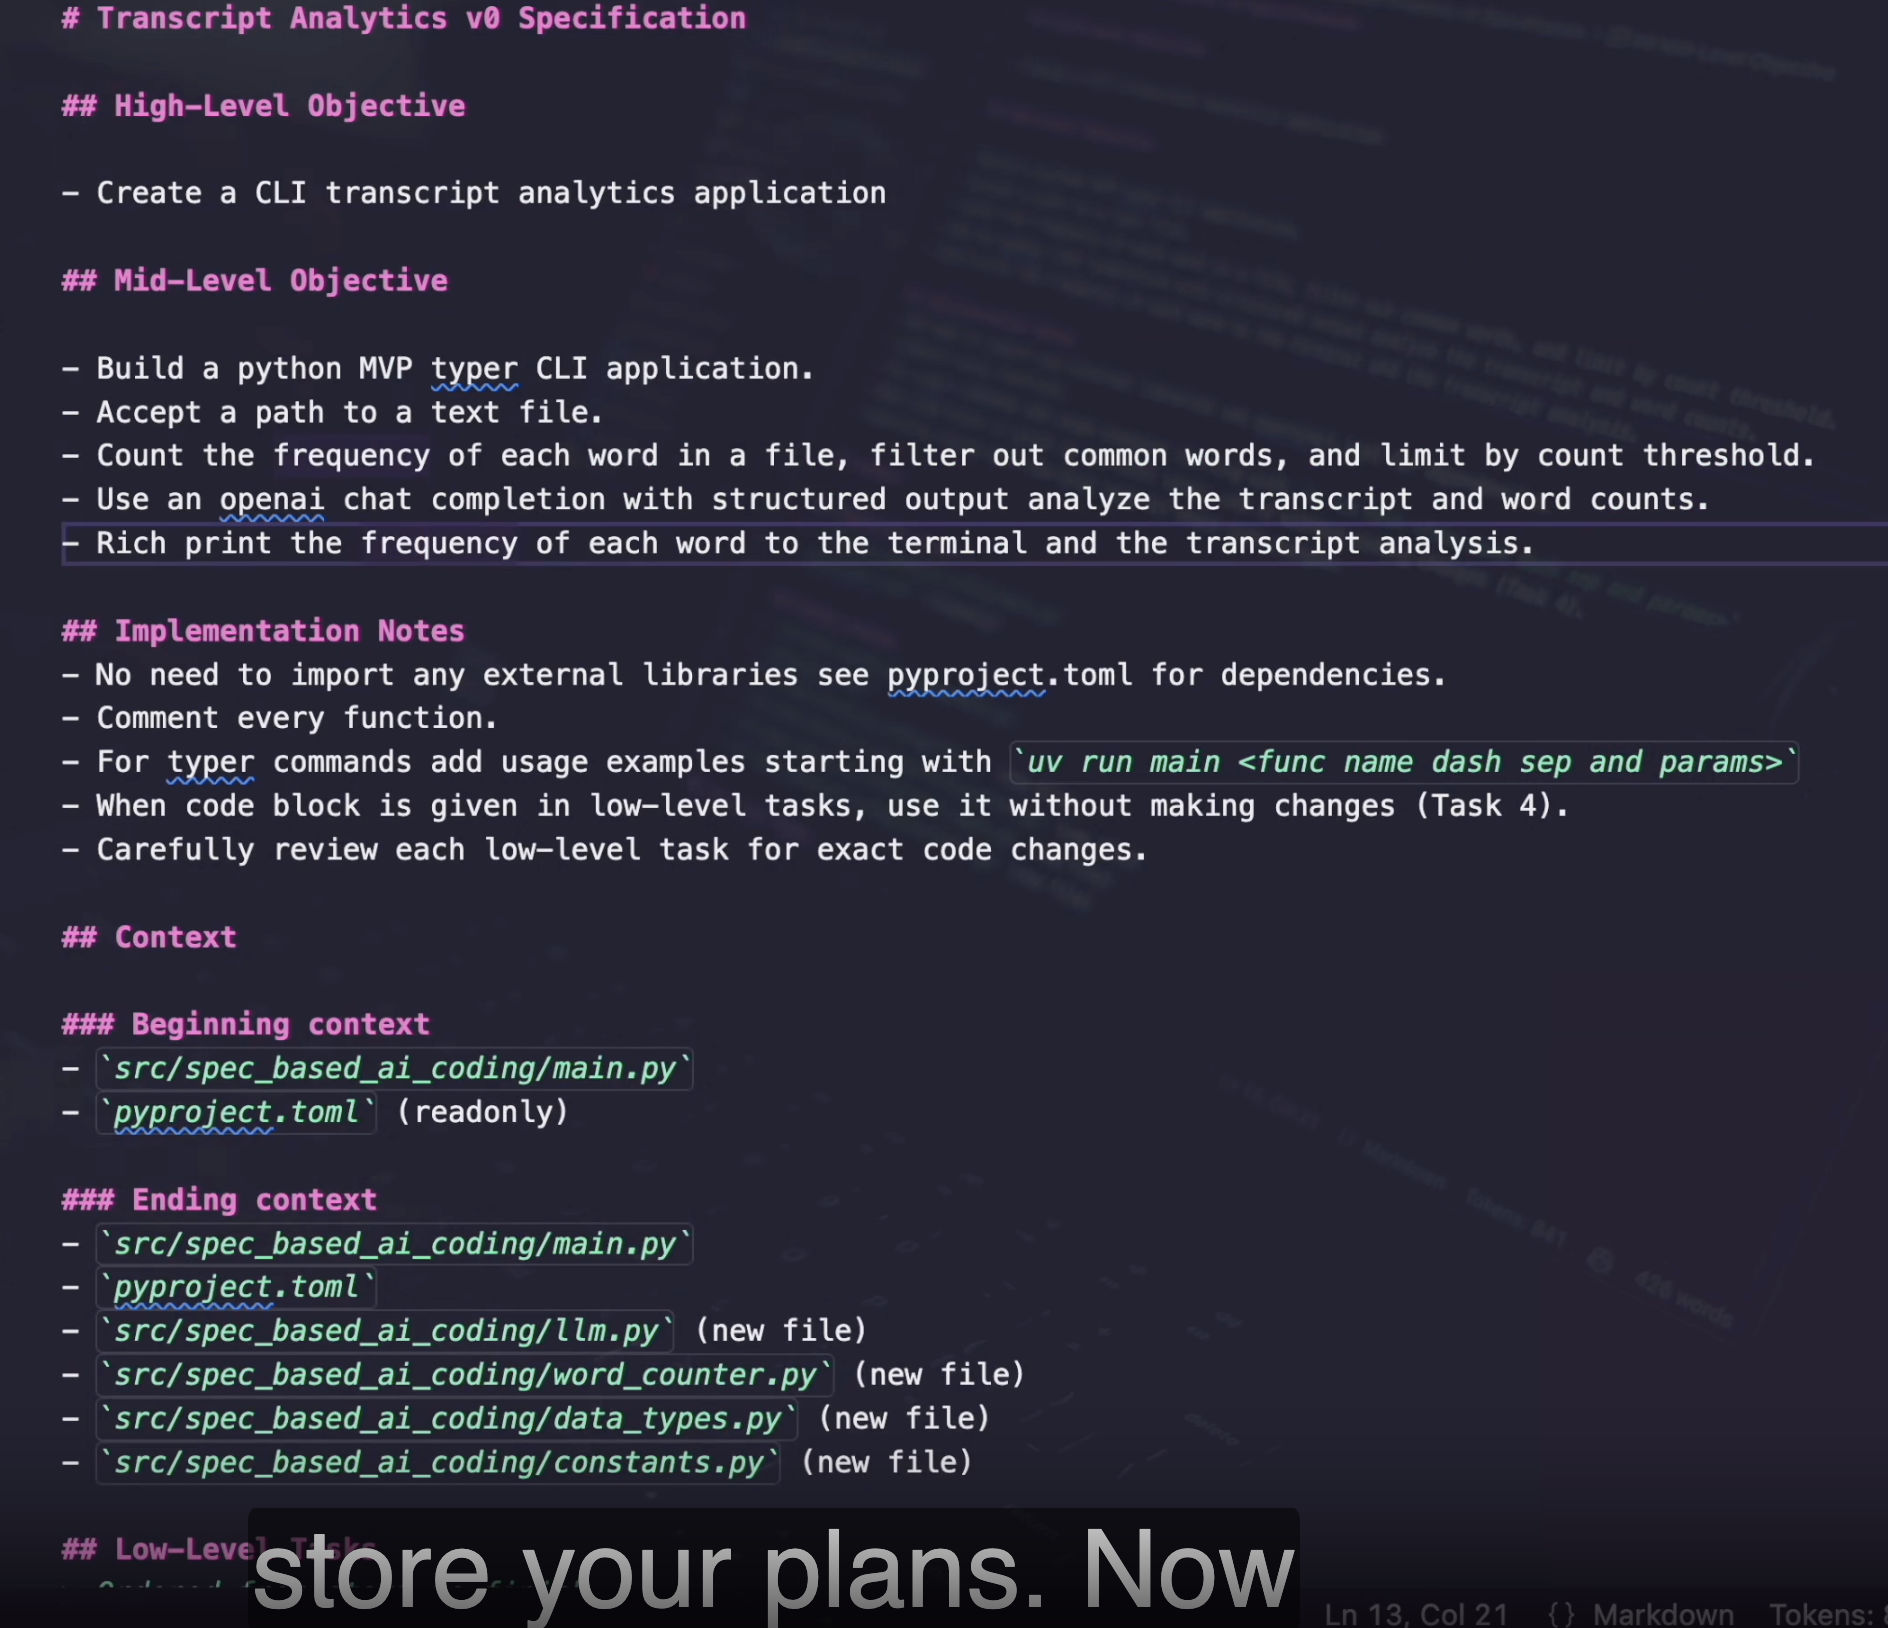 # Transcript Analytics v0 Specification
## High-Level Objective
- Create a CLI transcript analytics application
## Mid-Level Objective
- Build a python MVP typer CLI application.
- Accept a path to a text file.
- Count the frequency of each word in a file, filter out common words, and limit by count threshold.
- Use an openai chat completion with structured output analyze the transcript and word counts.
- Rich print the frequency of each word to the terminal and the transcript analysis.
## Implementation Notes
- No need to import any external libraries see pyproject.toml for dependencies.
- Comment every function.
- For typer commands add usage examples starting with `uv run main <func name dash sep and params>`
- When code block is given in low-level tasks, use it without making changes (Task 4).
- Carefully review each low-level task for exact code changes.
## Context
### Beginning context
- `src/spec_based_ai_coding/main.py`
- `pyproject.toml` (readonly)
### Ending context
- `src/spec_based_ai_coding/main.py`
- `pyproject.toml`
- `src/spec_based_ai_coding/llm.py` (new file)
- `src/spec_based_ai_coding/word_counter.py` (new file)
- `src/spec_based_ai_coding/data_types.py` (new file)
- `src/spec_based_ai_coding/constants.py` (new file)
## Low-Level Tasks
store your plans. Now
Ln 13, Col 21 {} Markdown Tokens: